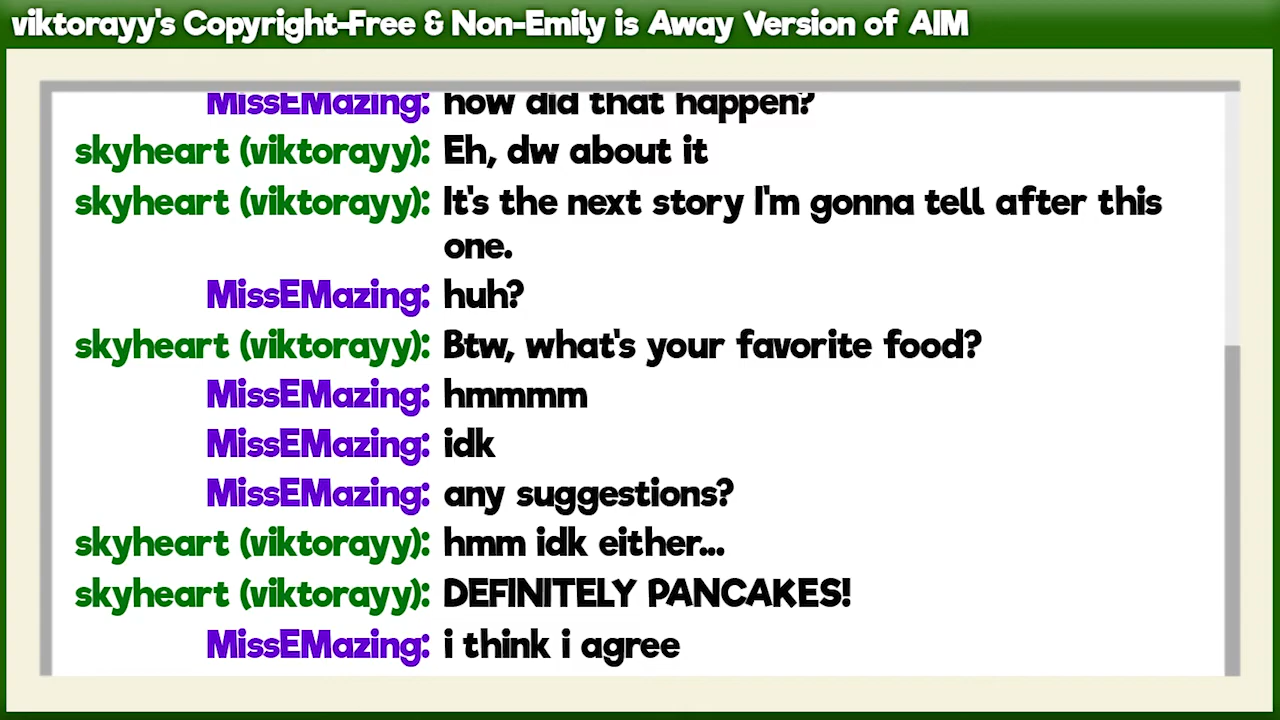 viktorayy's Copyright-Free & Non-Emily is Away Version of AIM
MissEMazing: how did that happen?
skyheart (viktorayy): Eh, dw about it
skyheart (viktorayy): It's the next story I'm gonna tell after this
one.
MissEMazing: huh?
skyheart (viktorayy): Btw, what's your favorite food?
MissEMazing: hmmmm
MissEMazing: idk
MissEMazing: any suggestions?
skyheart (viktorayy): hmm idk either...
skyheart (viktorayy): DEFINITELY PANCAKES!
MissEMazing: i think i agree